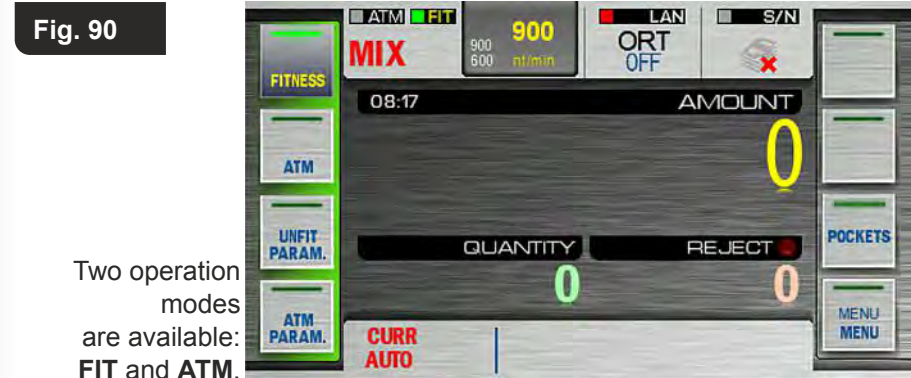 Fig. 90
ATM FIT
MIX
900
600
900
nt/min
LAN
ORT
OFF
S/N
FITNESS
ATM
UNFIT
PARAM.
ATM
PARAM.
08:17
AMOUNT
0
QUANTITY
0
REJECT
0
CURR
AUTO
POCKETS
MENU
MENU
Two operation
modes
are available:
FIT and ATM.